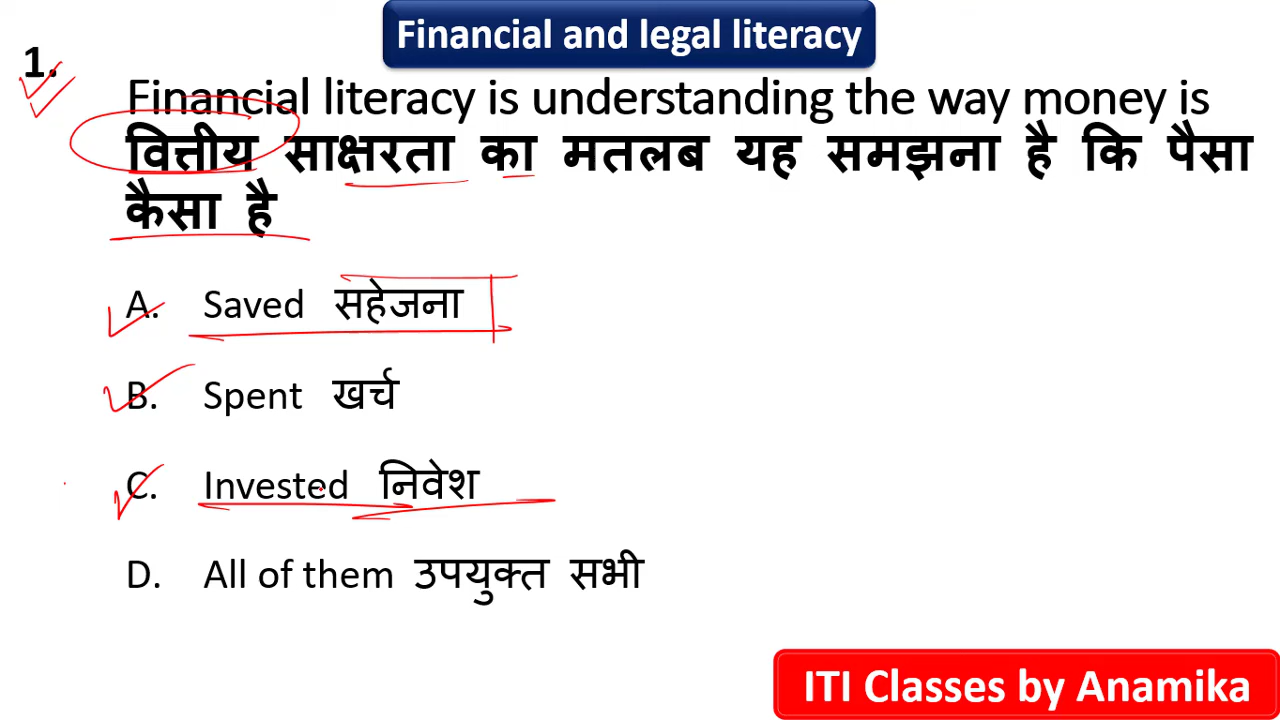 Financial and legal literacy
1.
Financial literacy is understanding the way money is
वित्तीय साक्षरता का मतलब यह समझना है कि पैसा
कैसा है
A. Saved सहेजना
B. Spent खर्च
C. Invested निवेश
D. All of them उपयुक्त सभी
ITI Classes by Anamika